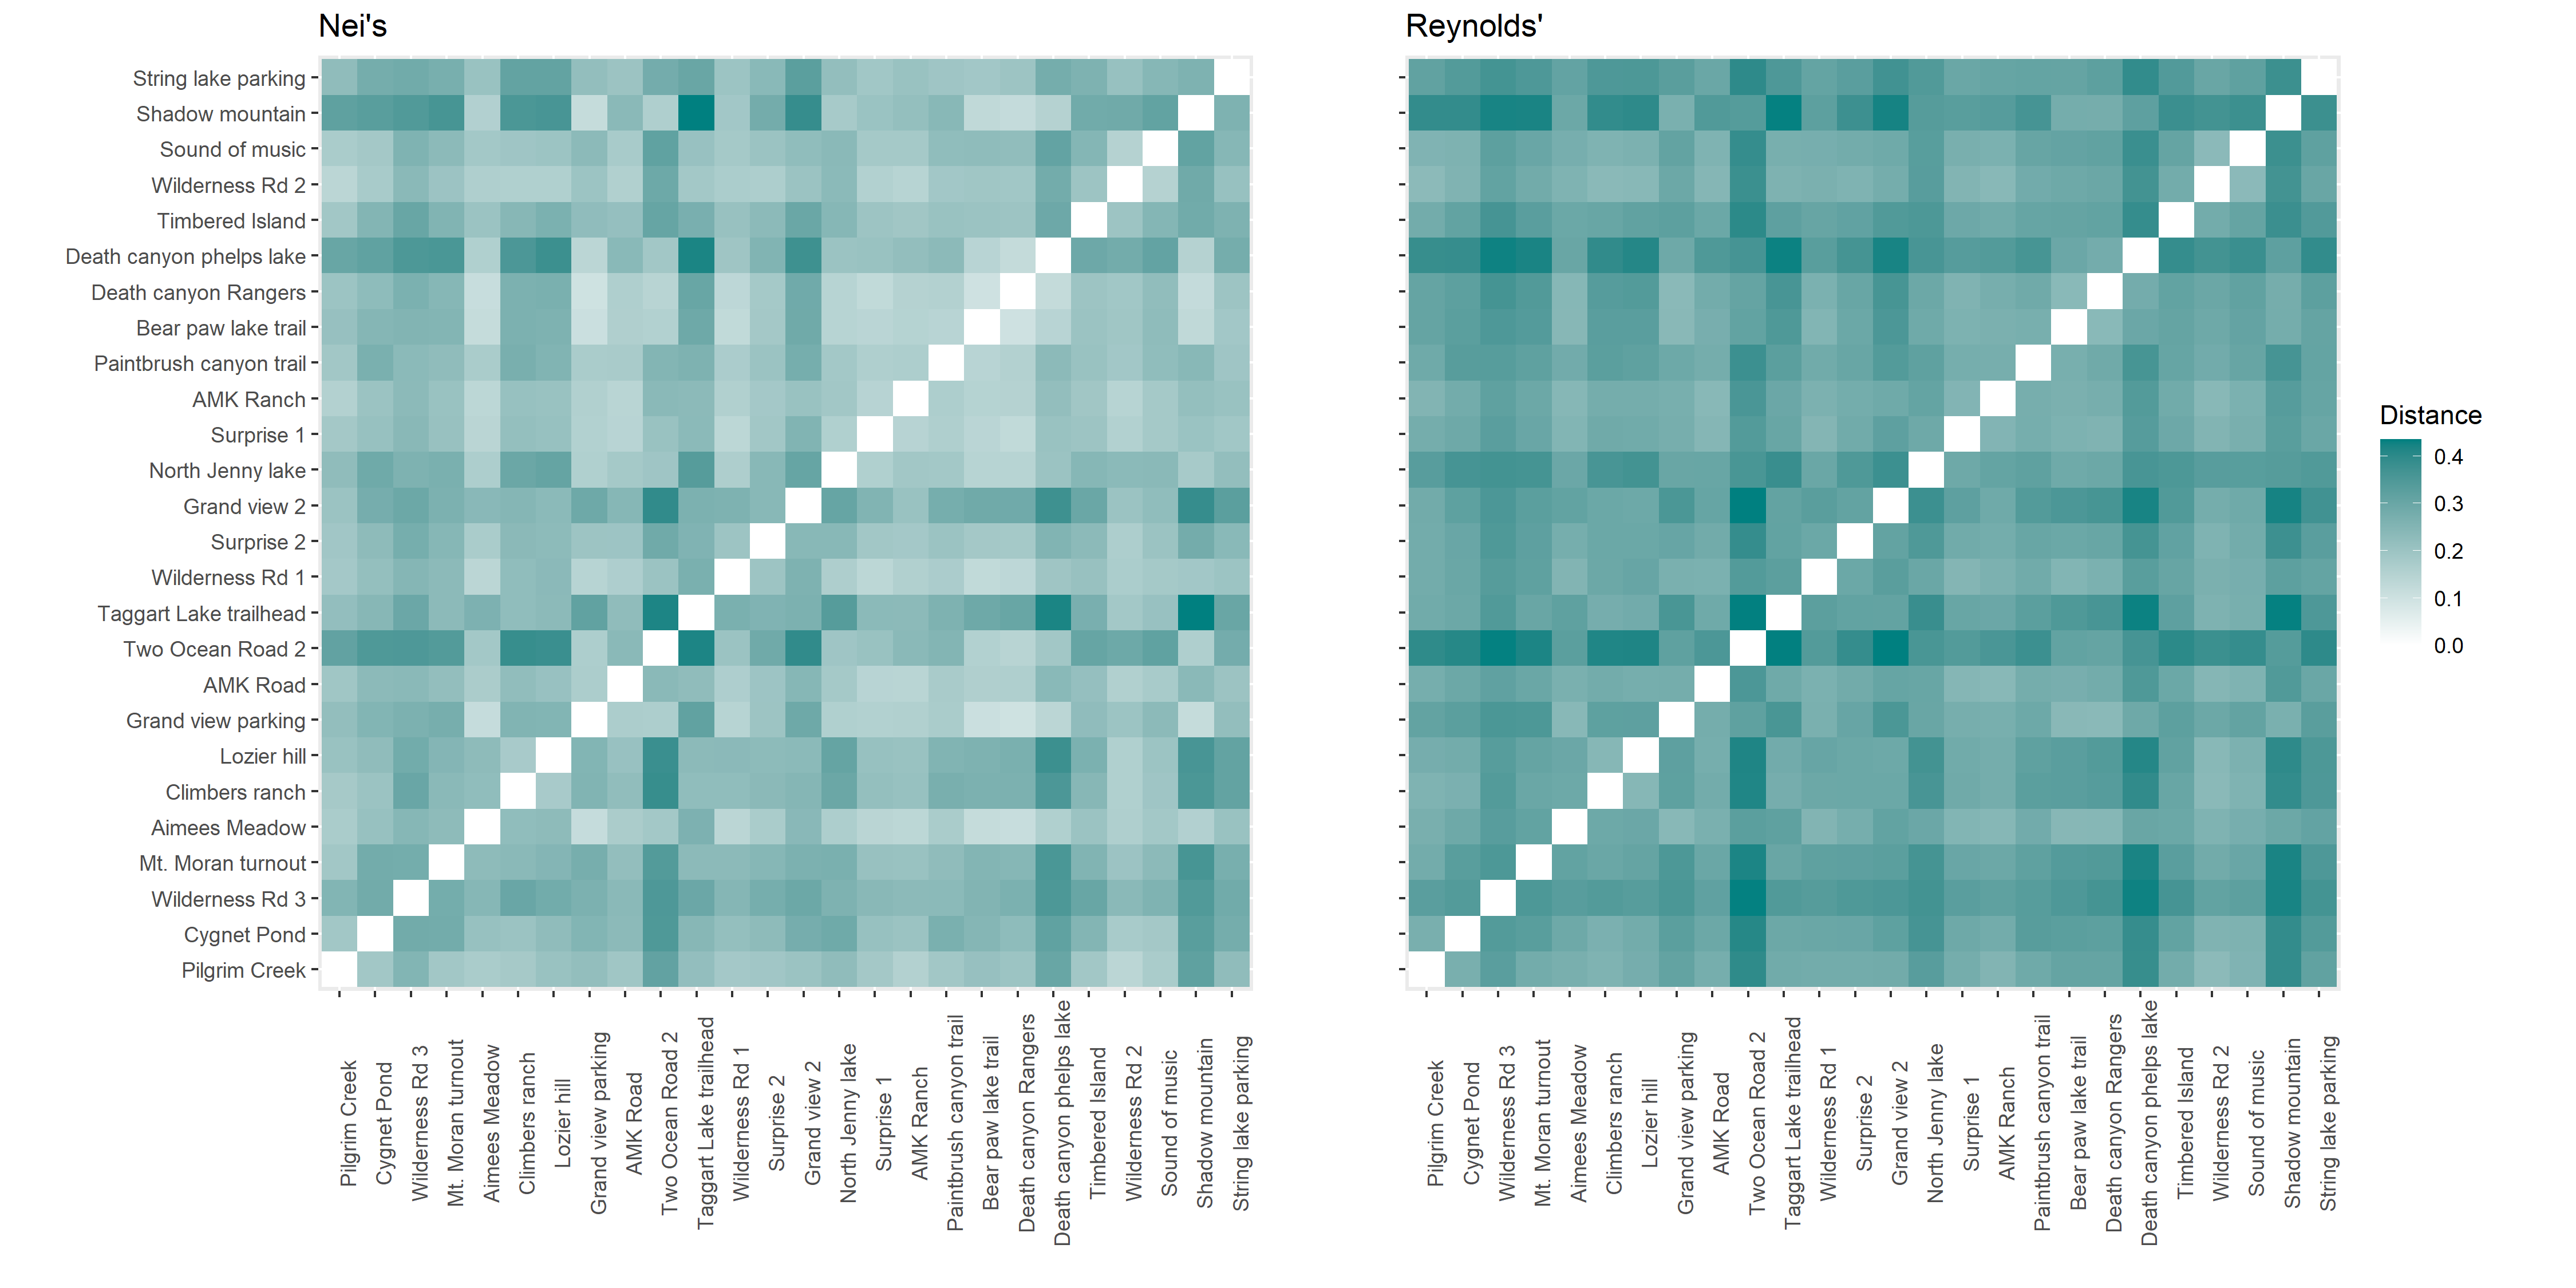 Nei's
Reynolds'
String lake parking
Shadow mountain
Sound of music
Wilderness Rd 2
Timbered Island
Death canyon phelps lake
Death canyon Rangers
Bear paw lake trail
Paintbrush canyon trail
AMK Ranch
Surprise 1
North Jenny lake
Grand view 2
Surprise 2
Wilderness Rd 1
Taggart Lake trailhead
Two Ocean Road 2
AMK Road
Grand view parking
Lozier hill
Climbers ranch
Aimees Meadow
Mt. Moran turnout
Wilderness Rd 3
Cygnet Pond
Pilgrim Creek
Pilgrim Creek
Cygnet Pond
Wilderness Rd 3
Mt. Moran turnout
Aimees Meadow
Climbers ranch
Lozier hill
Grand view parking
AMK Road
Two Ocean Road 2
Taggart Lake trailhead
Wilderness Rd 1
Surprise 2
Grand view 2
North Jenny lake
Surprise 1
AMK Ranch
Paintbrush canyon trail
Bear paw lake trail
Death canyon Rangers
Death canyon phelps lake
Timbered Island
Wilderness Rd 2
Sound of music
Shadow mountain
String lake parking
Pilgrim Creek
Cygnet Pond
Wilderness Rd 3
Mt. Moran turnout
Aimees Meadow
Climbers ranch
Lozier hill
Grand view parking
AMK Road
Two Ocean Road 2
Taggart Lake trailhead
Wilderness Rd 1
Surprise 2
Grand view 2
North Jenny lake
Surprise 1
AMK Ranch
Paintbrush canyon trail
Bear paw lake trail
Death canyon Rangers
Death canyon phelps lake
Timbered Island
Wilderness Rd 2
Sound of music
Shadow mountain
String lake parking
Distance
0.4
0.3
0.2
0.1
0.0